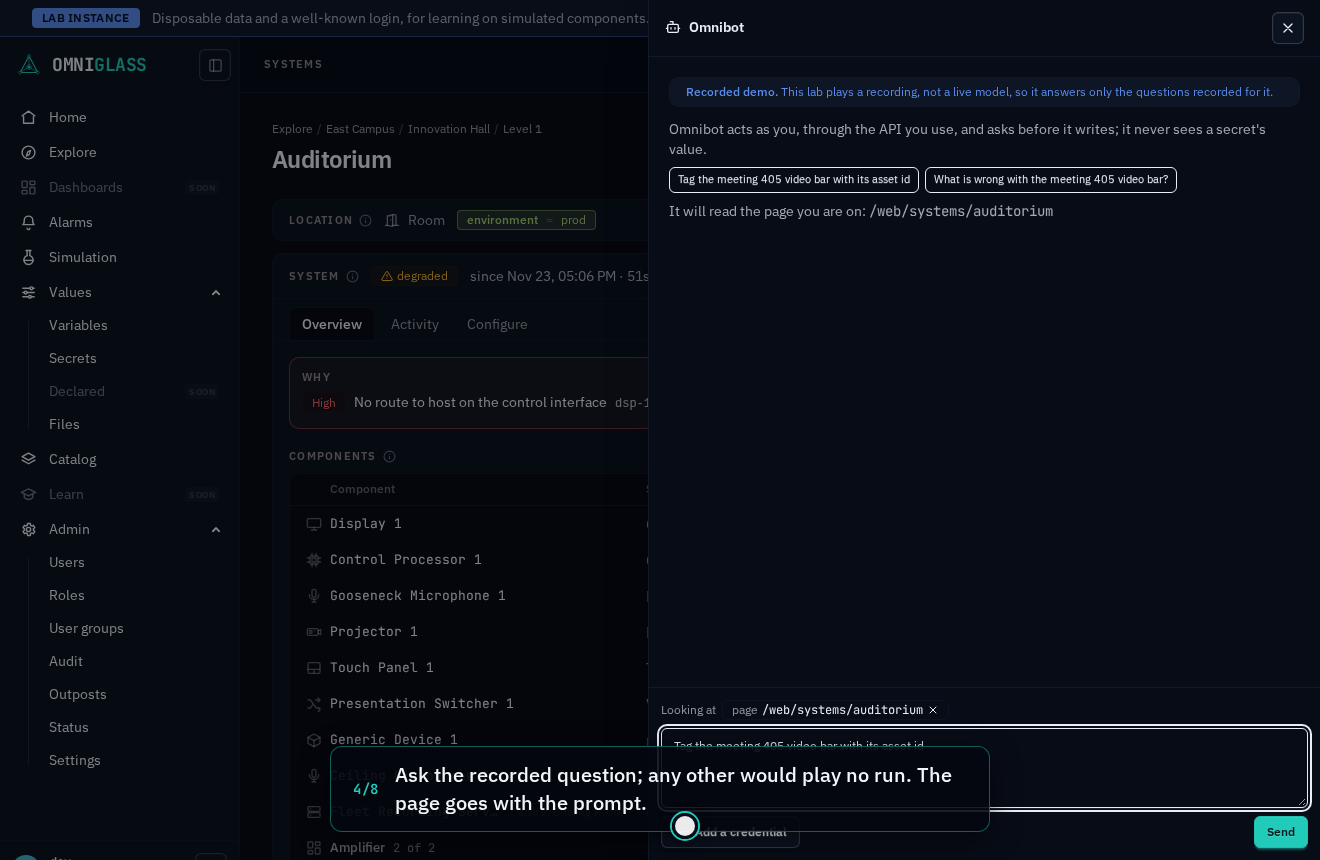 LAB INSTANCE Disposable data and a well-known login, for learning on simulated components.
OMNIGLASS
Home
Explore
Dashboards SOON
Alarms
Simulation
Values
Variables
Secrets
Declared SOON
Files
Catalog
Learn SOON
Admin
Users
Roles
User groups
Audit
Outposts
Status
Settings
SYSTEMS
Explore / East Campus / Innovation Hall / Level 1
Auditorium
LOCATION Room environment = prod
SYSTEM degraded since Nov 23, 05:06 PM · 51s
Overview Activity Configure
WHY
High No route to host on the control interface dsp-1
COMPONENTS
Component
Display 1
Control Processor 1
Gooseneck Microphone 1
Projector 1
Touch Panel 1
Presentation Switcher 1
Generic Device 1
Amplifier 2 of 2
Omnibot
Recorded demo. This lab plays a recording, not a live model, so it answers only the questions recorded for it.
Omnibot acts as you, through the API you use, and asks before it writes; it never sees a secret's
value.
Tag the meeting 405 video bar with its asset id What is wrong with the meeting 405 video bar?
It will read the page you are on: /web/systems/auditorium
Looking at page /web/systems/auditorium
Tag the meeting 405 video bar with its asset id
4/8 Ask the recorded question; any other would play no run. The
page goes with the prompt.
Add a credential
Send